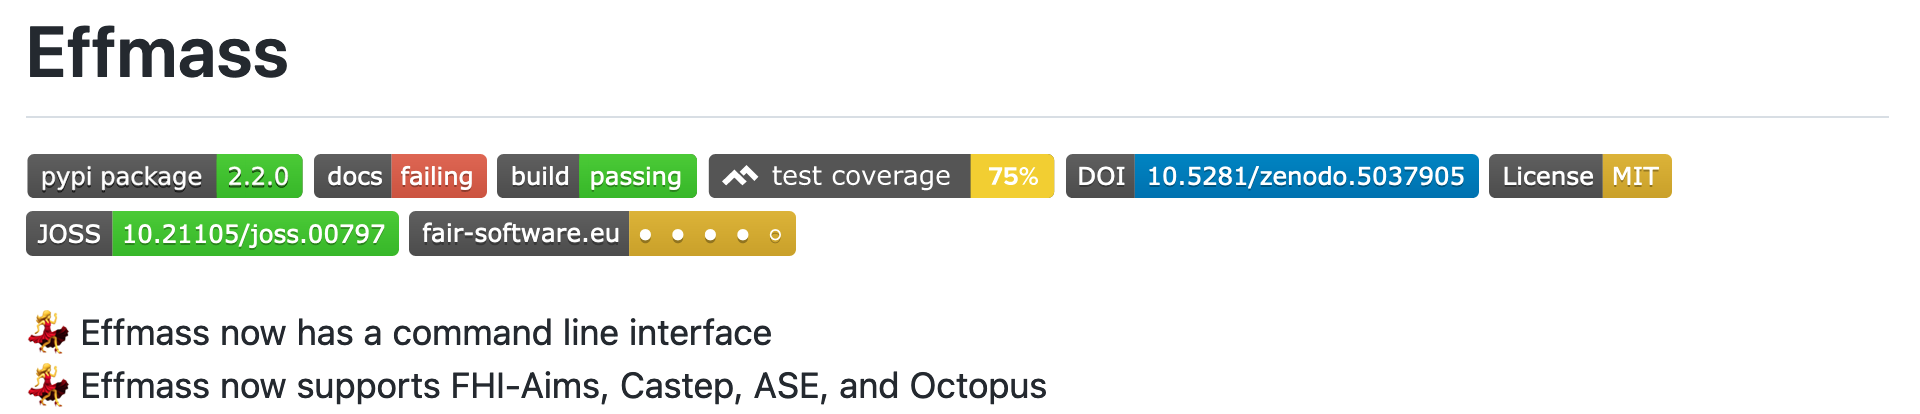 Effmass
pypi package 2.2.0 docs failing build passing test coverage 75% DOI 10.5281/zenodo.5037905 License MIT
JOSS 10.21105/joss.00797 fair-software.eu ● ● ● ● ○
💃 Effmass now has a command line interface
💃 Effmass now supports FHI-Aims, Castep, ASE, and Octopus